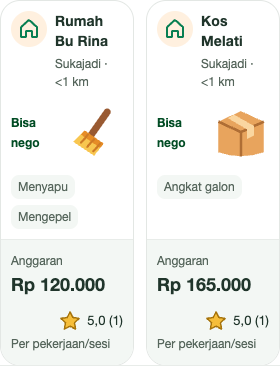 Rumah
Bu Rina
Sukajadi ·
<1 km
Bisa
nego
Menyapu
Mengepel
Anggaran
Rp 120.000
5,0 (1)
Per pekerjaan/sesi
Kos
Melati
Sukajadi ·
<1 km
Bisa
nego
Angkat galon
Anggaran
Rp 165.000
5,0 (1)
Per pekerjaan/sesi